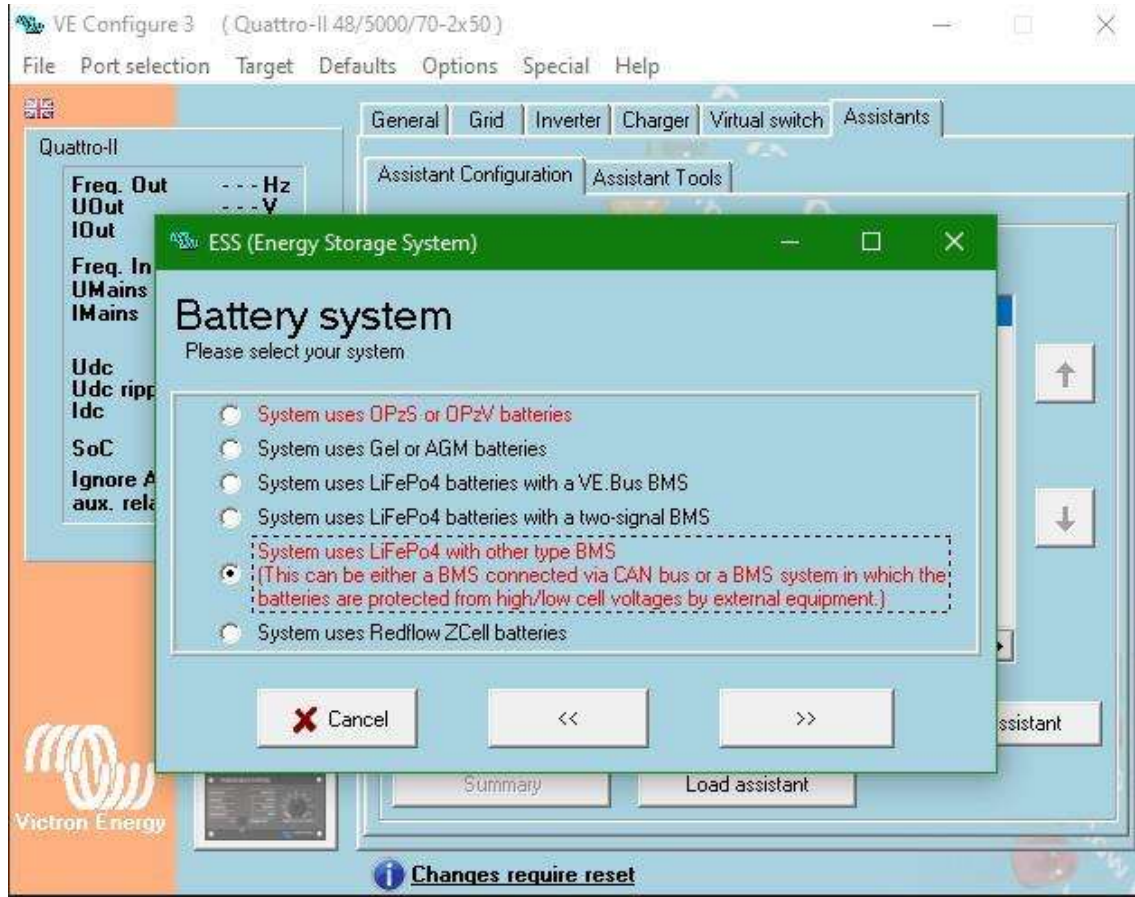 VE Configure 3 ( Quattro-II 48/5000/70-2x50 )
File Port selection Target Defaults Options Special Help
General Grid Inverter Charger Virtual switch Assistants
Quattro-II
Assistant Configuration Assistant Tools
Freq. Out - - - Hz
UOut - - - V
IOut
ESS (Energy Storage System)
Freq. In
UMains
IMains
Battery system
Please select your system
Udc
Udc ripp
Idc
System uses OPzS or OPzV batteries
SoC
System uses Gel or AGM batteries
Ignore A
System uses LiFePo4 batteries with a VE.Bus BMS
aux. rela
System uses LiFePo4 batteries with a two-signal BMS
System uses LiFePo4 with other type BMS
(This can be either a BMS connected via CAN bus or a BMS system in which the
batteries are protected from high/low cell voltages by external equipment.)
System uses Redflow ZCell batteries
Cancel << >>
ssistant
Summary Load assistant
Victron Energy
Changes require reset